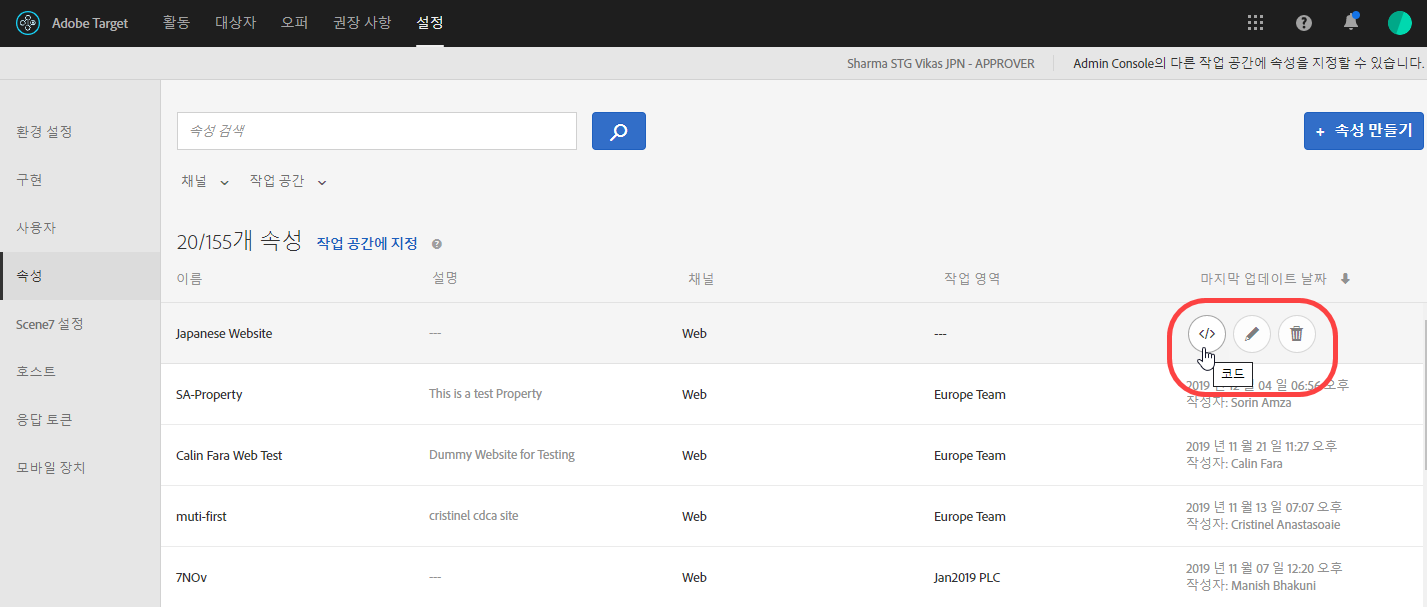 Adobe Target 활동 대상자 오퍼 권장 사항 설정
Sharma STG Vikas JPN - APPROVER Admin Console의 다른 작업 공간에 속성을 지정할 수 있습니다.
환경 설정
구현
사용자
속성
Scene7 설정
호스트
응답 토큰
모바일 장치
속성 검색
+ 속성 만들기
채널 작업 공간
20/155개 속성 작업 공간에 지정
이름 설명 채널 작업 영역 마지막 업데이트 날짜
Japanese Website --- Web ---
코드
SA-Property This is a test Property Web Europe Team 2019 년 12 월 04 일 06:56 오후
작성자: Sorin Amza
Calin Fara Web Test Dummy Website for Testing Web Europe Team 2019 년 11 월 21 일 11:27 오후
작성자: Calin Fara
muti-first cristinel cdca site Web Europe Team 2019 년 11 월 13 일 07:07 오후
작성자: Cristinel Anastasoaie
7NOv --- Web Jan2019 PLC 2019 년 11 월 07 일 12:20 오후
작성자: Manish Bhakuni